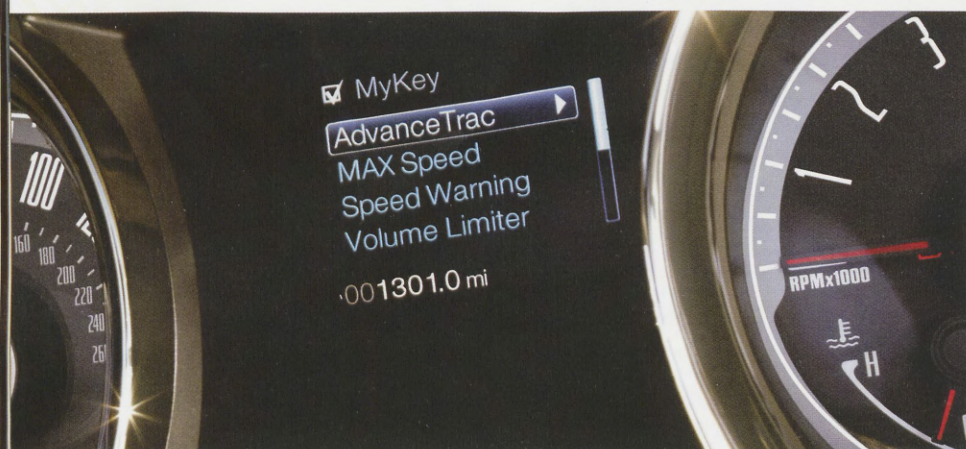 MyKey
AdvanceTrac
MAX Speed
Speed Warning
Volume Limiter
001301.0 mi
100
160
180
200
220
240
1
2
3
RPMx1000
H